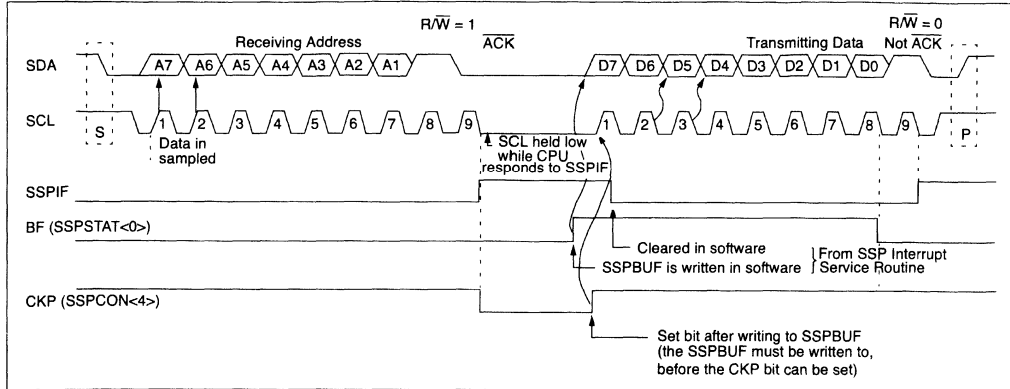 R/W = 1
R/W = 0
Receiving Address
ACK
Transmitting Data
Not ACK
SDA
A7 A6 A5 A4 A3 A2 A1
D7 D6 D5 D4 D3 D2 D1 D0
SCL
S
1 2 3 4 5 6 7 8 9
1 2 3 4 5 6 7 8 9
P
Data in
sampled
SCL held low
while CPU
responds to SSPIF
SSPIF
BF (SSPSTAT<0>)
Cleared in software
SSPBUF is written in software
From SSP Interrupt
Service Routine
CKP (SSPCON<4>)
Set bit after writing to SSPBUF
(the SSPBUF must be written to,
before the CKP bit can be set)